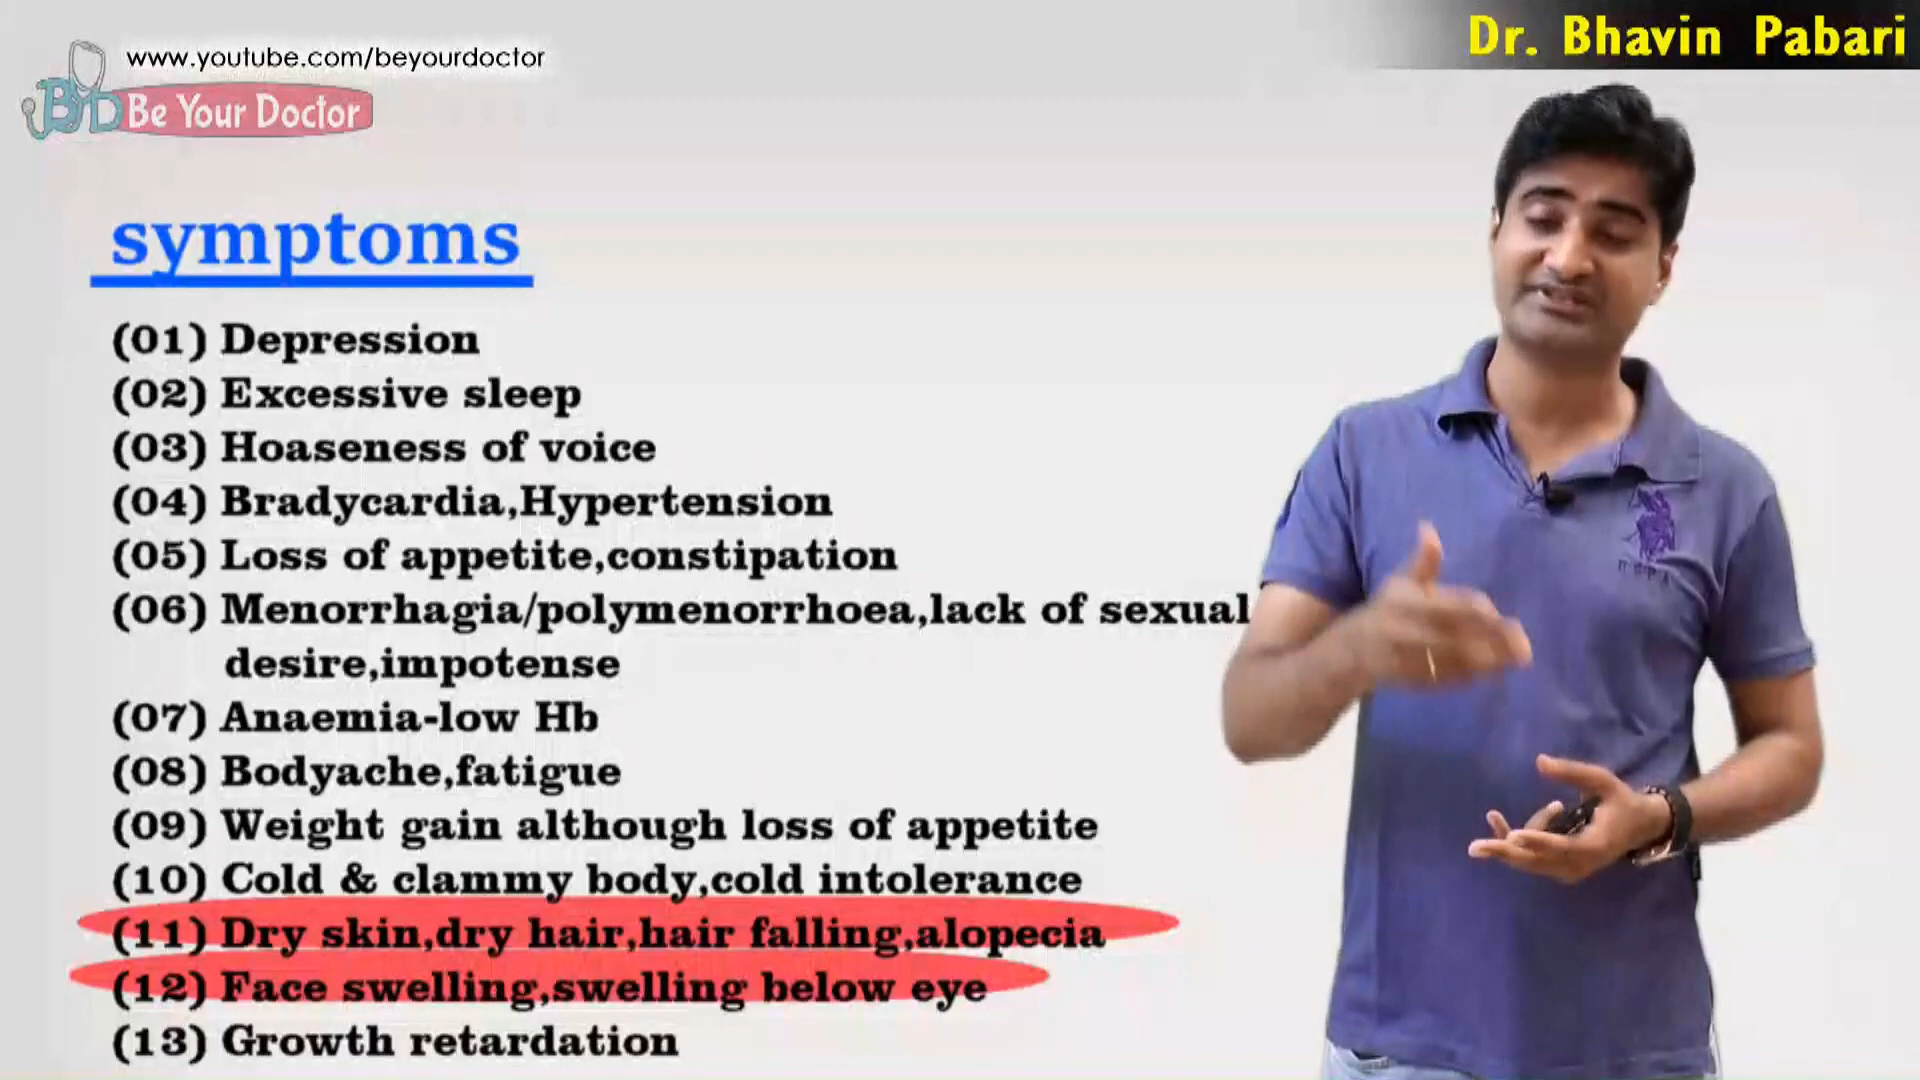 www.youtube.com/beyourdoctor
Dr. Bhavin Pabari
BYD Be Your Doctor
symptoms
(01) Depression
(02) Excessive sleep
(03) Hoaseness of voice
(04) Bradycardia,Hypertension
(05) Loss of appetite,constipation
(06) Menorrhagia/polymenorrhoea,lack of sexual
desire,impotense
(07) Anaemia-low Hb
(08) Bodyache,fatigue
(09) Weight gain although loss of appetite
(10) Cold & clammy body,cold intolerance
(11) Dry skin,dry hair,hair falling,alopecia
(12) Face swelling,swelling below eye
(13) Growth retardation